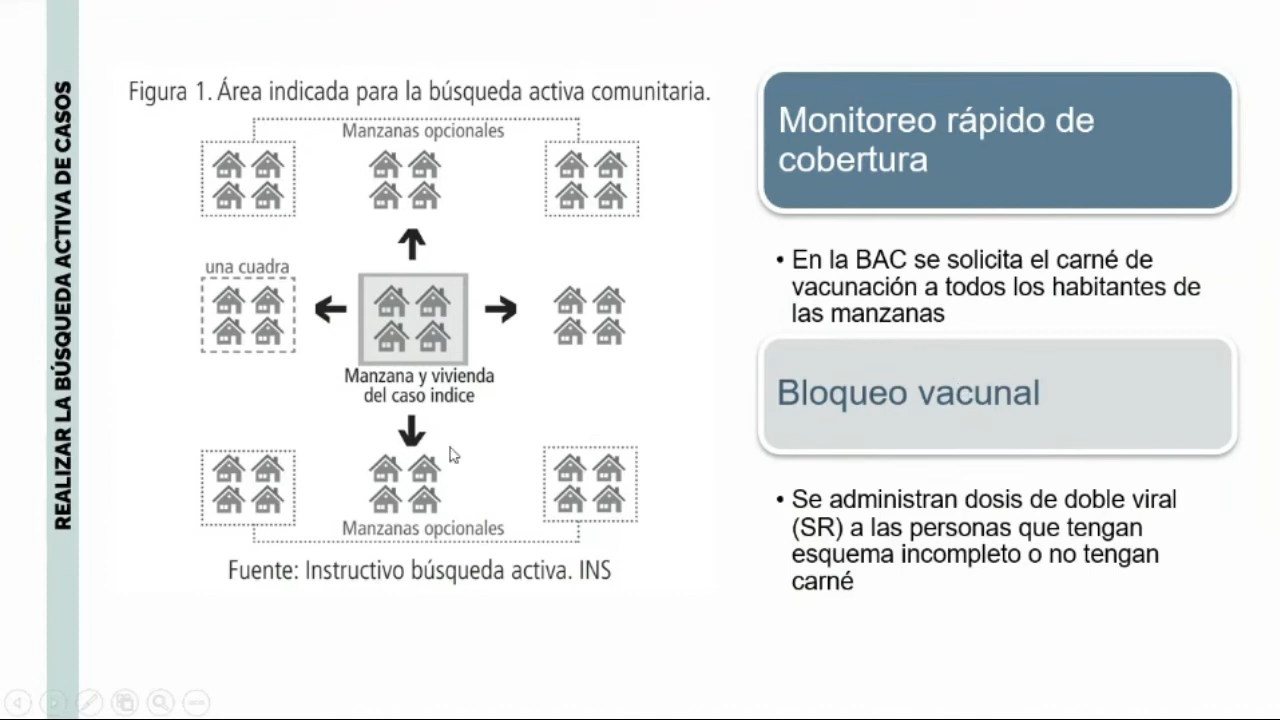 REALIZAR LA BÚSQUEDA ACTIVA DE CASOS
Figura 1. Área indicada para la búsqueda activa comunitaria.
Manzanas opcionales
una cuadra
Manzana y vivienda
del caso indice
Manzanas opcionales
Fuente: Instructivo búsqueda activa. INS
Monitoreo rápido de
cobertura
• En la BAC se solicita el carné de
vacunación a todos los habitantes de
las manzanas
Bloqueo vacunal
• Se administran dosis de doble viral
(SR) a las personas que tengan
esquema incompleto o no tengan
carné